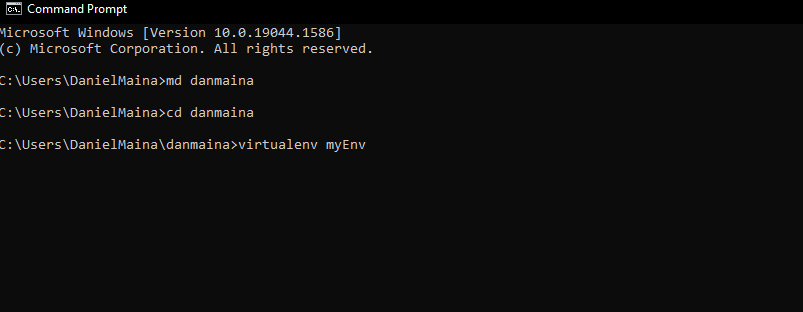 C:\. Command Prompt
Microsoft Windows [Version 10.0.19044.1586]
(c) Microsoft Corporation. All rights reserved.
C:\Users\DanielMaina>md danmaina
C:\Users\DanielMaina>cd danmaina
C:\Users\DanielMaina\danmaina>virtualenv myEnv